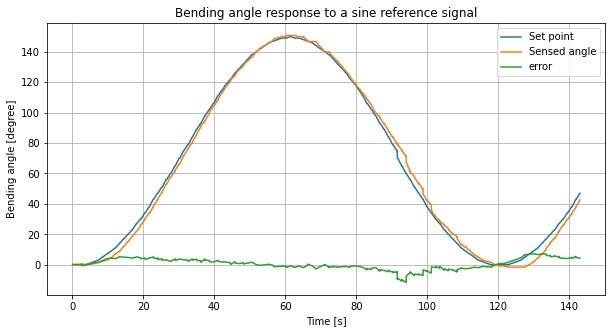 Bending angle response to a sine reference signal
Set point
Sensed angle
error
140
120
100
80
60
40
20
0
Bending angle [degree]
0 20 40 60 80 100 120 140
Time [s]